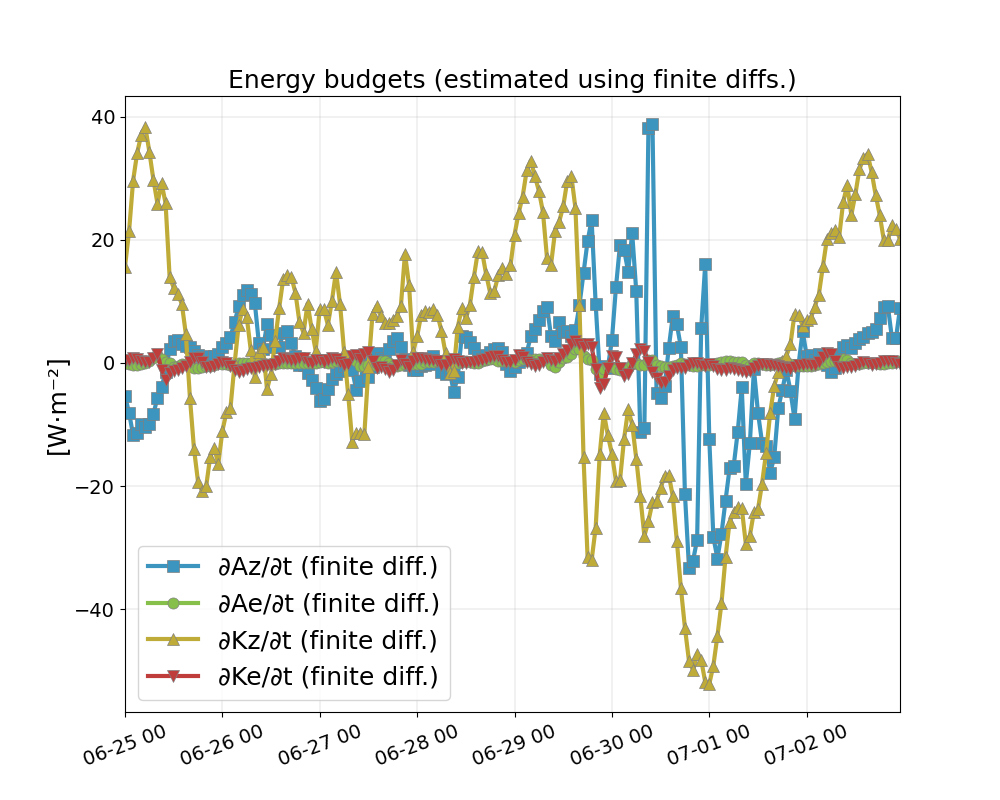 Energy budgets (estimated using finite diffs.)
[W·m⁻²]
40
20
0
−20
−40
∂Az/∂t (finite diff.)
∂Ae/∂t (finite diff.)
∂Kz/∂t (finite diff.)
∂Ke/∂t (finite diff.)
06-25 00
06-26 00
06-27 00
06-28 00
06-29 00
06-30 00
07-01 00
07-02 00